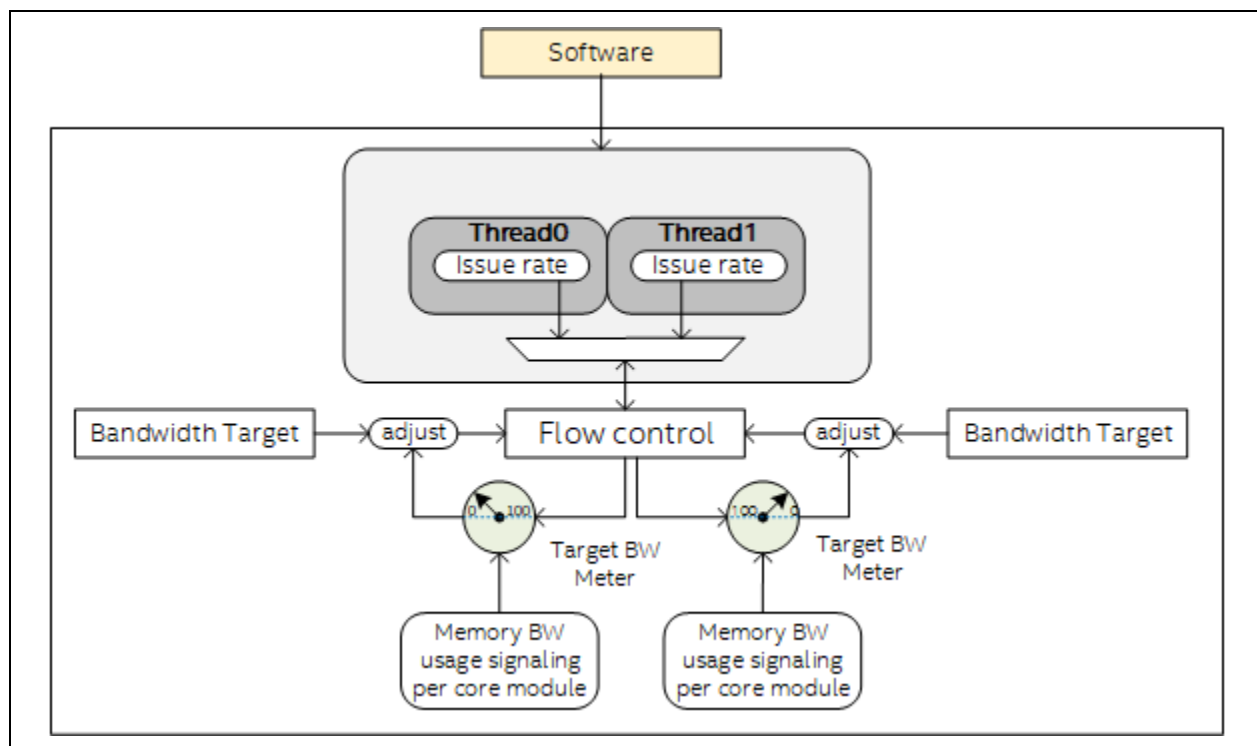 Software
Thread0
Thread1
Issue rate
Issue rate
Bandwidth Target
adjust
Flow control
adjust
Bandwidth Target
0
100
100
0
Target BW
Meter
Target BW
Meter
Memory BW
usage signaling
per core module
Memory BW
usage signaling
per core module